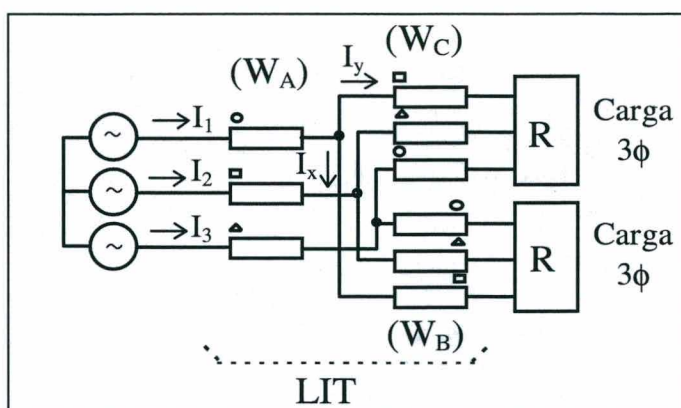 (W_C)
(W_A)
I_y
I_1
I_x
I_2
I_3
~
~
~
R
Carga
3ϕ
R
Carga
3ϕ
(W_B)
LIT